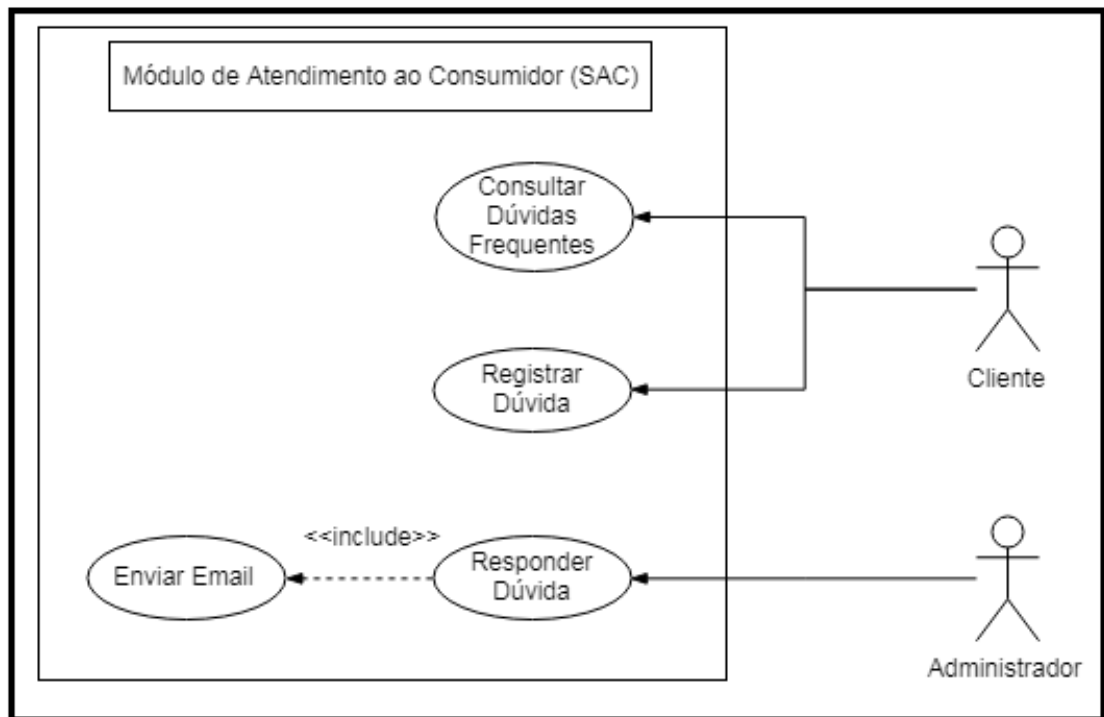 Módulo de Atendimento ao Consumidor (SAC)
Consultar
Dúvidas
Frequentes
Registrar
Dúvida
Cliente
<<include>>
Enviar Email
Responder
Dúvida
Administrador